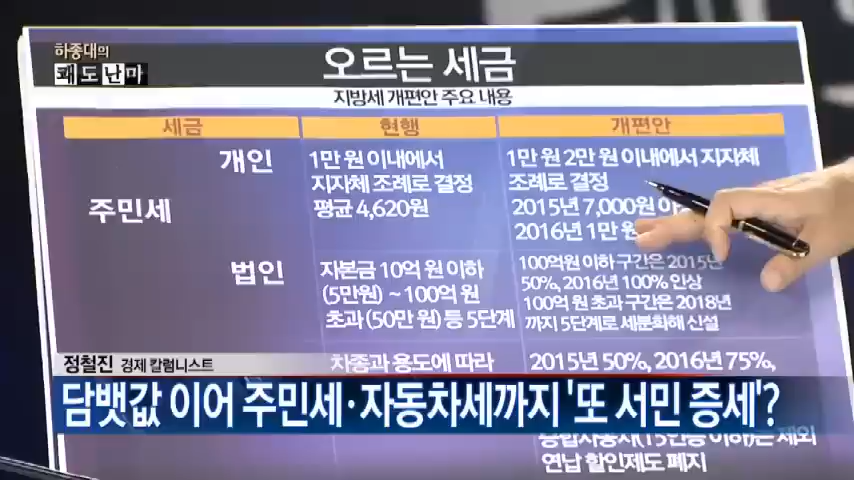 하종대의
쾌도난마
오르는 세금
지방세 개편안 주요 내용
세금 현행 개편안
주민세
개인
1만 원 이내에서
지자체 조례로 결정
평균 4,620원
1만 원 2만 원 이내에서 지자체
조례로 결정
2015년 7,000원
2016년 1만
법인
자본금 10억 원 이하
(5만원) ~ 100억 원
초과 (50만 원) 등 5단계
100억원 이하 구간은 2015년
50%, 2016년 100% 인상
100억 원 초과 구간은 2018년
까지 5단계로 세분화해 신설
차종과 용도에 따라
2015년 50%, 2016년 75%,
정철진 경제 칼럼니스트
담뱃값 이어 주민세·자동차세까지 '또 서민 증세'?
제외
연납 할인제도 폐지